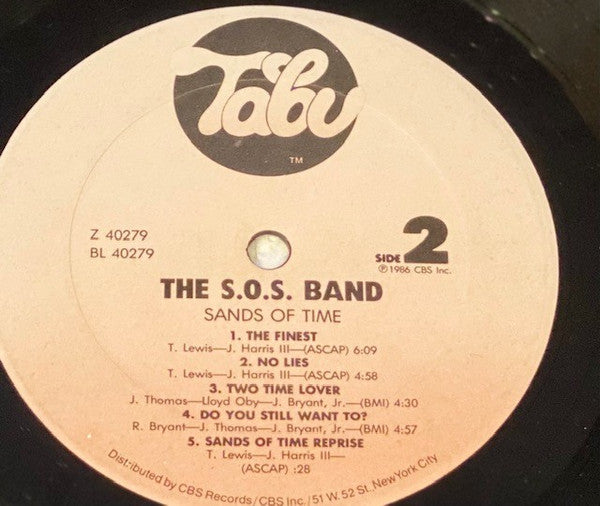 Tabu
TM
Z 40279
BL 40279
SIDE 2
℗1986 CBS Inc.
THE S.O.S. BAND
SANDS OF TIME
1. THE FINEST
T. Lewis—J. Harris III—(ASCAP) 6:09
2. NO LIES
T. Lewis—J. Harris III—(ASCAP) 4:58
3. TWO TIME LOVER
J. Thomas—Lloyd Oby—J. Bryant, Jr.—(BMI) 4:30
4. DO YOU STILL WANT TO?
R. Bryant—J. Thomas—J. Bryant, Jr.—(BMI) 4:57
5. SANDS OF TIME REPRISE
T. Lewis—J. Harris III—
(ASCAP) :28
Distributed by CBS Records/CBS Inc./51 W. 52 St. New York City